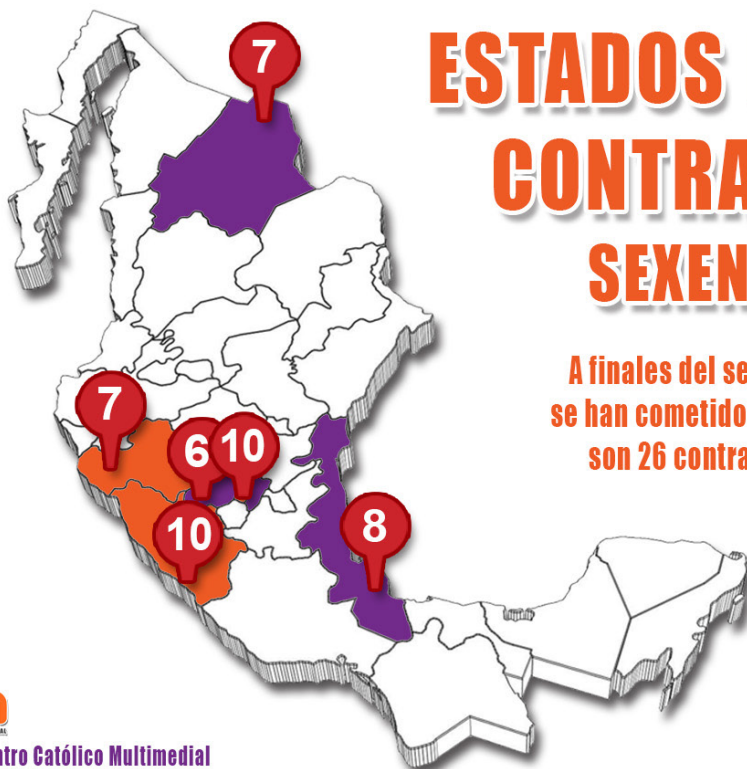 ESTADOS
CONTRA
SEXEN
A finales del se
se han cometido
son 26 contra
7
7
6
10
10
8
ntro Católico Multimedial